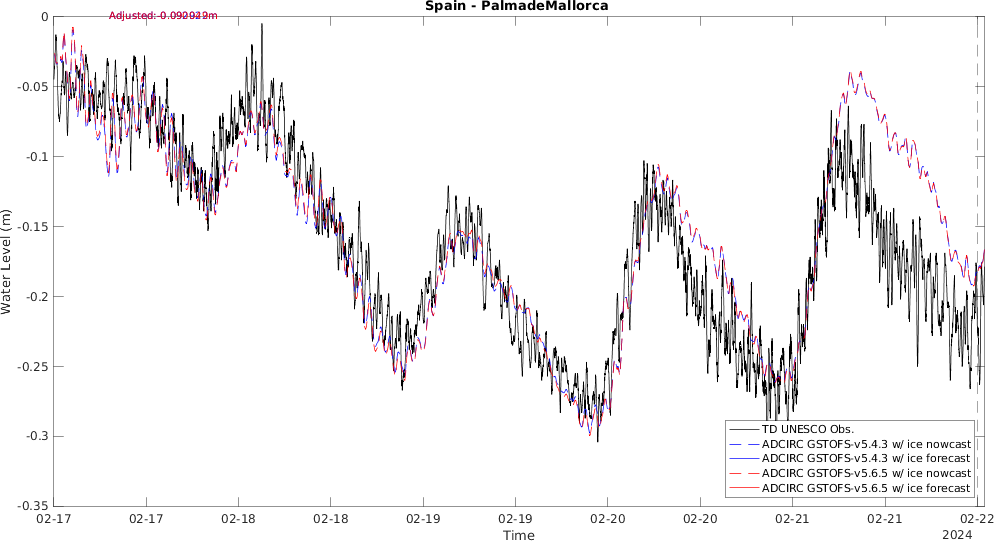 Spain - PalmadeMallorca
0
-0.05
-0.1
-0.15
-0.2
-0.25
-0.3
-0.35
Water Level (m)
TD UNESCO Obs.
ADCIRC GSTOFS-v5.4.3 w/ ice nowcast
ADCIRC GSTOFS-v5.4.3 w/ ice forecast
ADCIRC GSTOFS-v5.6.5 w/ ice nowcast
ADCIRC GSTOFS-v5.6.5 w/ ice forecast
02-17 02-17 02-18 02-18 02-19 02-19 02-20 02-20 02-21 02-21 02-22
Time
2024